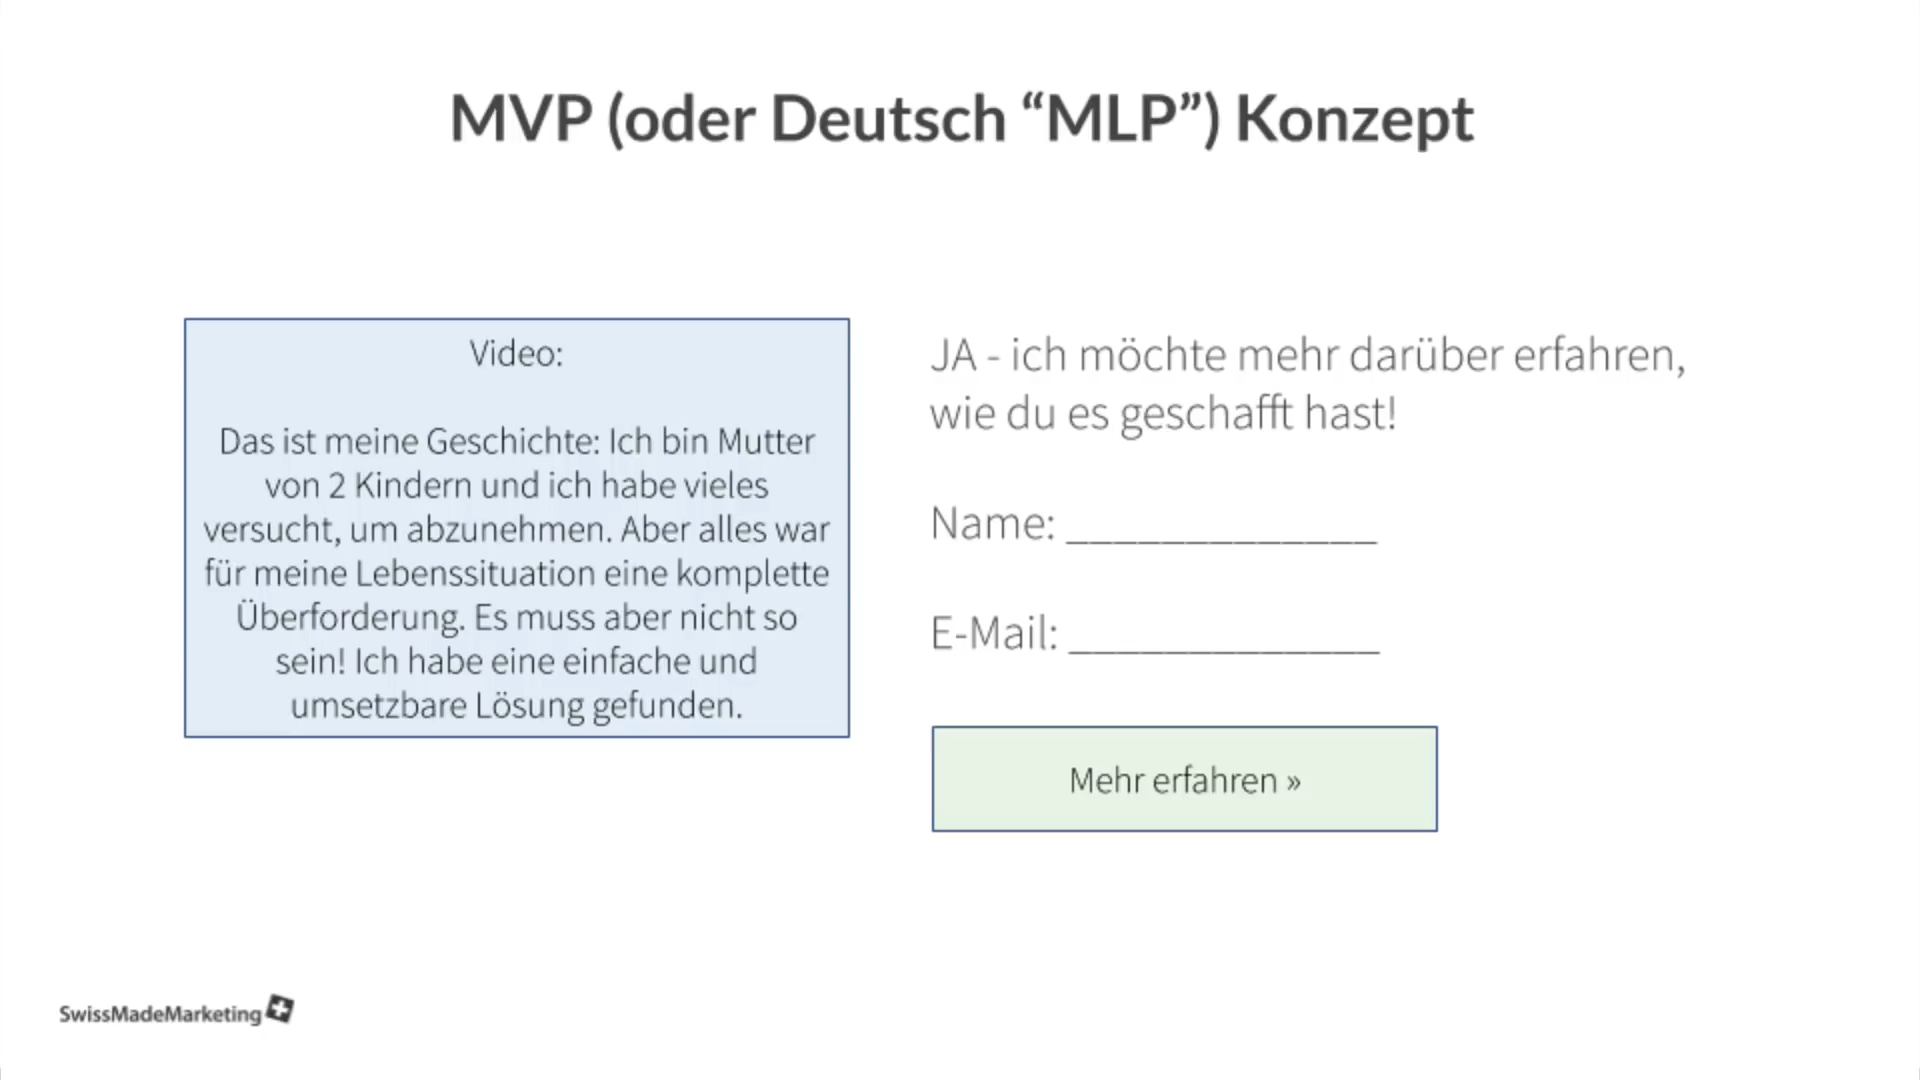 MVP (oder Deutsch “MLP”) Konzept
Video:
Das ist meine Geschichte: Ich bin Mutter
von 2 Kindern und ich habe vieles
versucht, um abzunehmen. Aber alles war
für meine Lebenssituation eine komplette
Überforderung. Es muss aber nicht so
sein! Ich habe eine einfache und
umsetzbare Lösung gefunden.
JA - ich möchte mehr darüber erfahren,
wie du es geschafft hast!
Name: _____________
E-Mail: _____________
Mehr erfahren »
SwissMadeMarketing